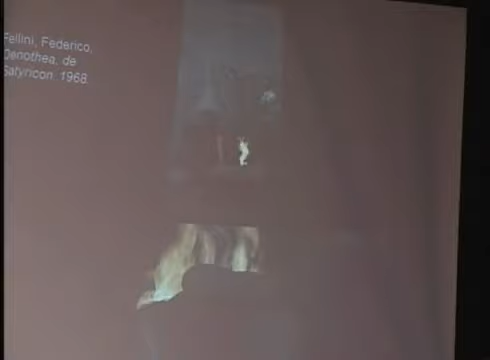 Fellini, Federico,
Oenothea, de
Satyricon. 1968.